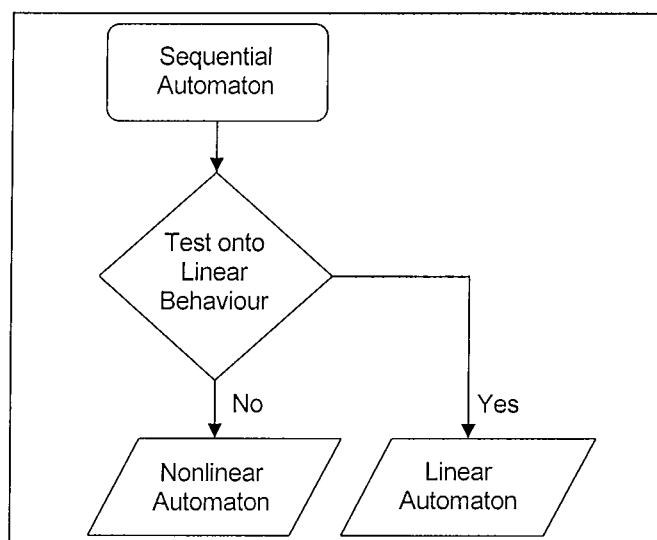 Sequential
Automaton
Test onto
Linear
Behaviour
No
Yes
Nonlinear
Automaton
Linear
Automaton